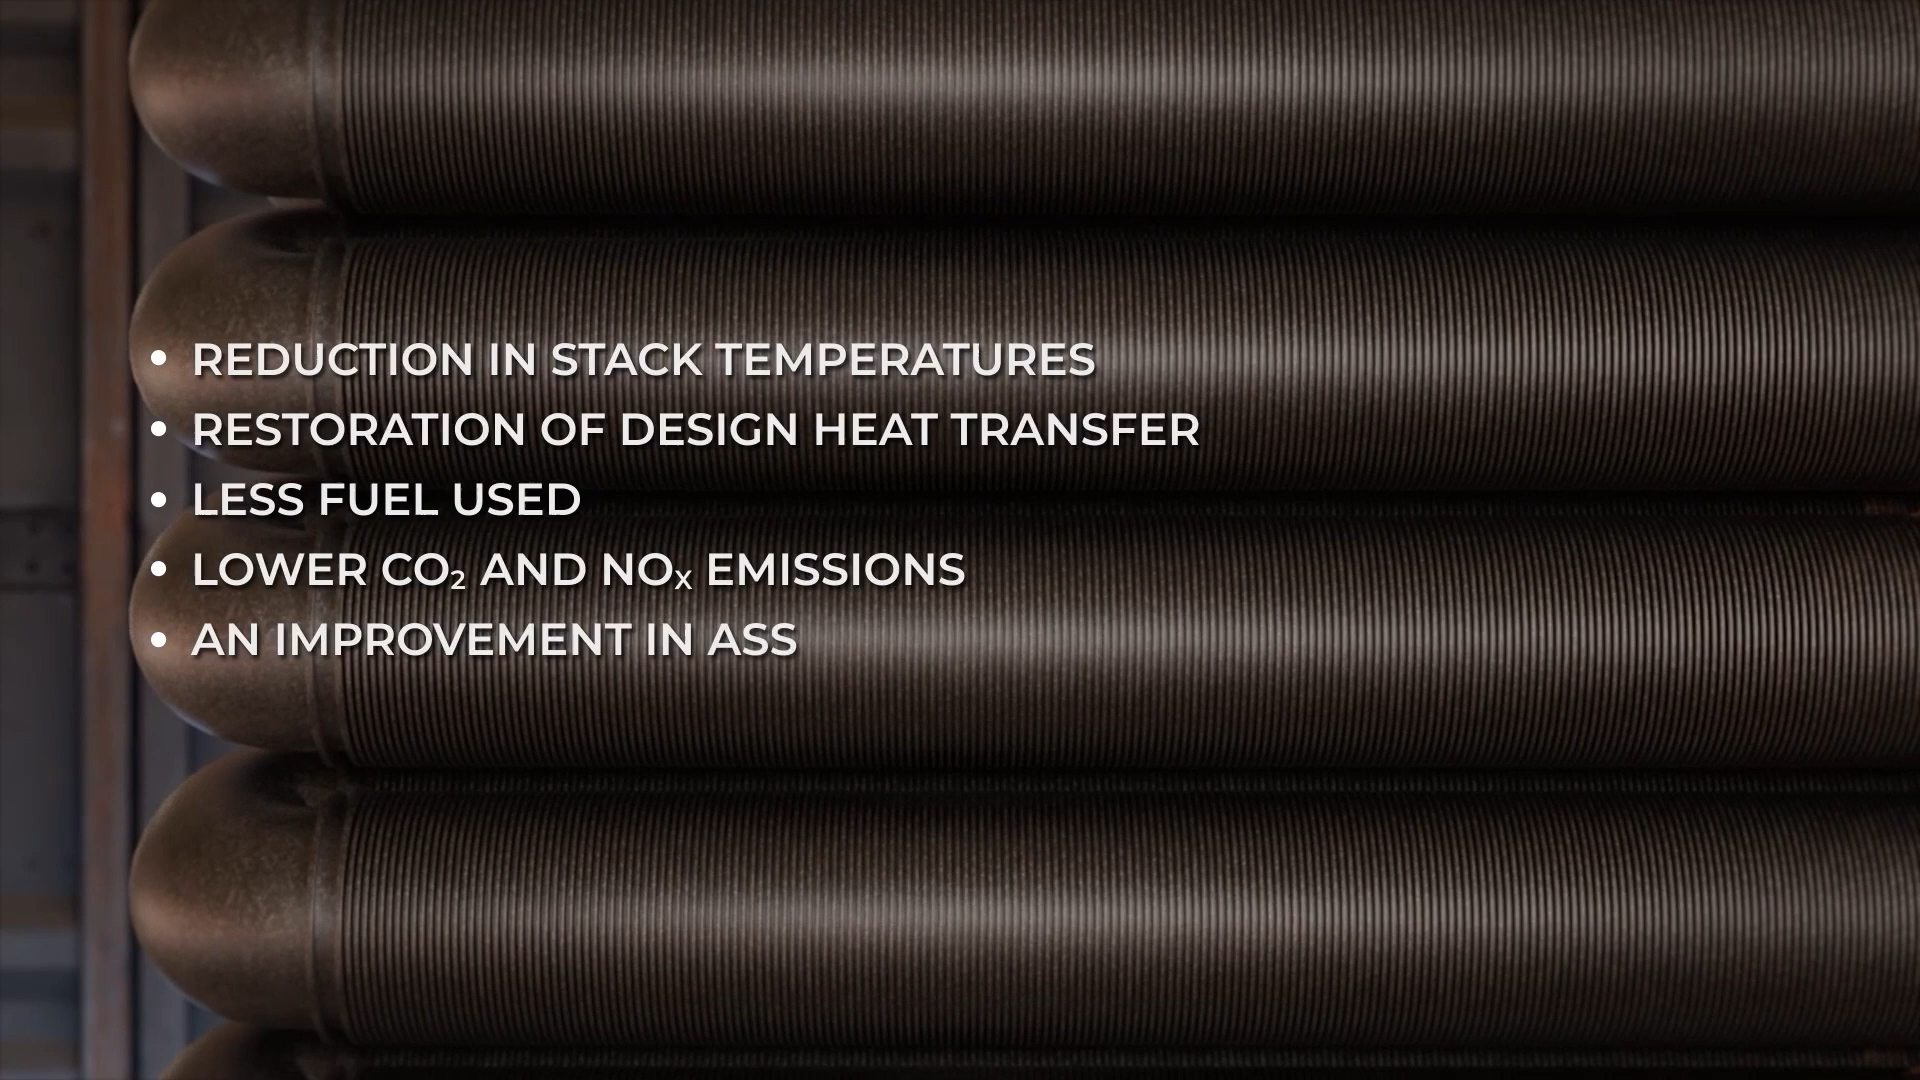 • REDUCTION IN STACK TEMPERATURES
• RESTORATION OF DESIGN HEAT TRANSFER
• LESS FUEL USED
• LOWER CO₂ AND NOₓ EMISSIONS
• AN IMPROVEMENT IN ASS